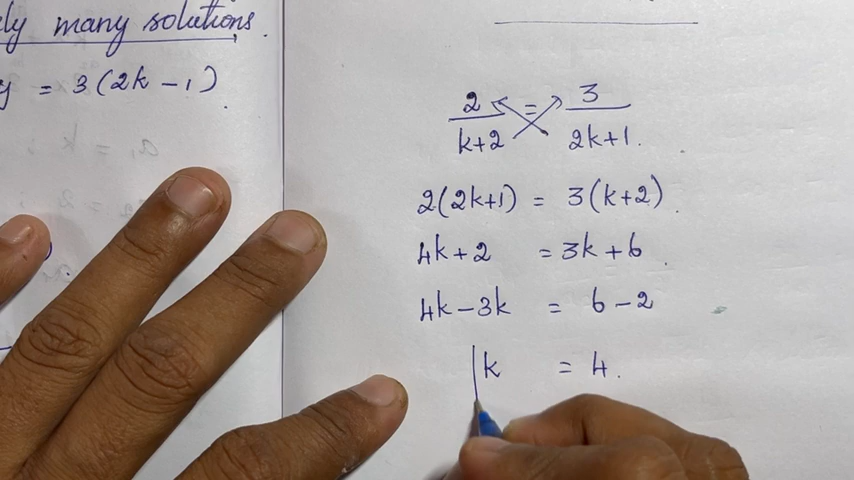 many solutions.
y = 3(2k-1)
2/k+2 = 3/2k+1.
2(2k+1) = 3(k+2).
4k+2 = 3k+6.
4k-3k = 6-2
k = 4.